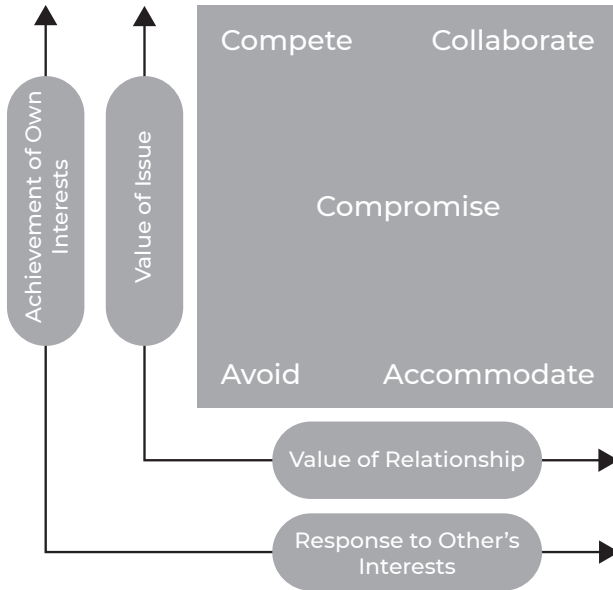 Compete
Collaborate
Achievement of Own
Interests
Value of Issue
Compromise
Avoid
Accommodate
Value of Relationship
Response to Other's
Interests